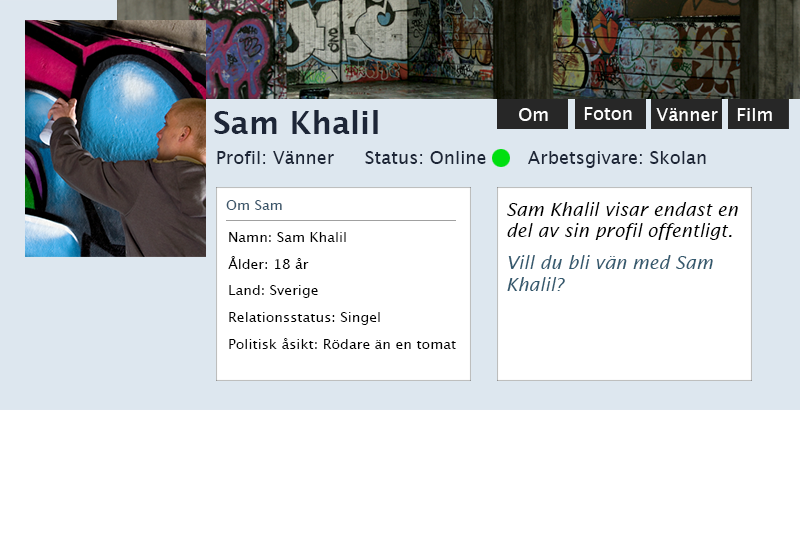 Sam Khalil
Om
Foton
Vänner
Film
Profil: Vänner
Status: Online
Arbetsgivare: Skolan
Om Sam
Namn: Sam Khalil
Ålder: 18 år
Land: Sverige
Relationsstatus: Singel
Politisk åsikt: Rödare än en tomat
Sam Khalil visar endast en
del av sin profil offentligt.
Vill du bli vän med Sam
Khalil?